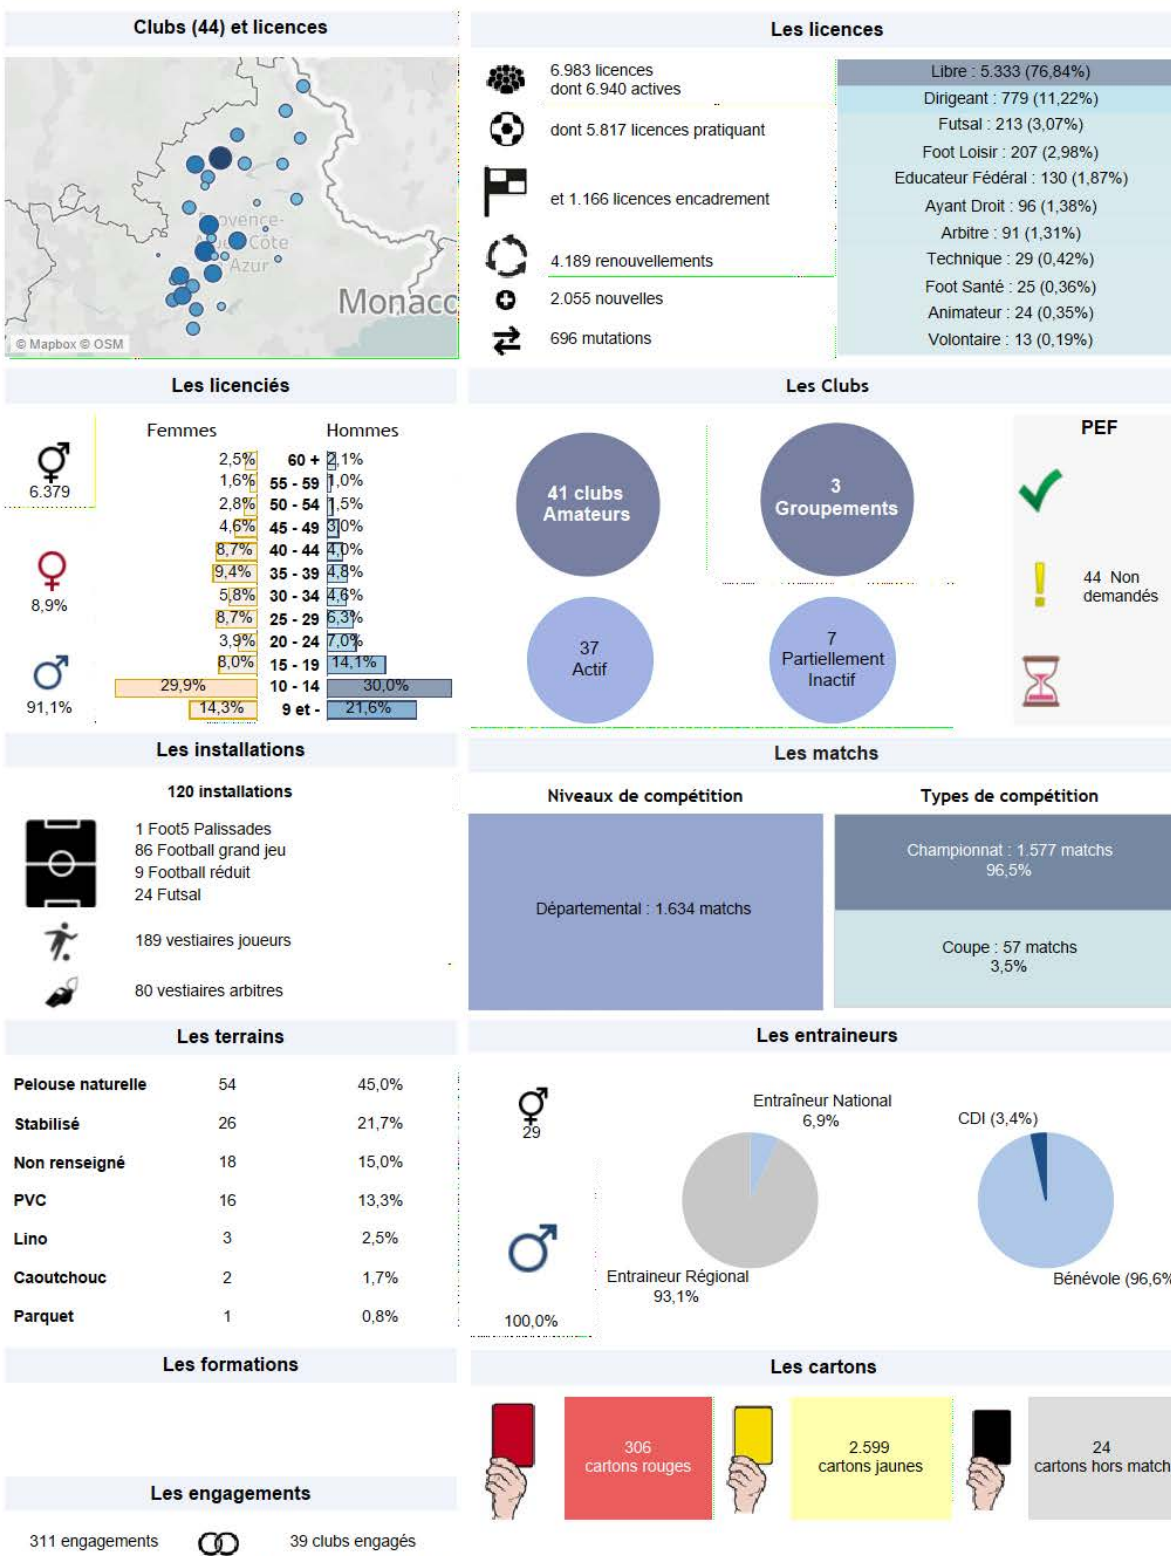 Clubs (44) et licences
Provence-
Côte
Azur
Monaco
© Mapbox © OSM
Les licences
6.983 licences
dont 6.940 actives
dont 5.817 licences pratiquant
et 1.166 licences encadrement
4.189 renouvellements
2.055 nouvelles
696 mutations
Libre : 5.333 (76,84%)
Dirigeant : 779 (11,22%)
Futsal : 213 (3,07%)
Foot Loisir : 207 (2,98%)
Educateur Fédéral : 130 (1,87%)
Ayant Droit : 96 (1,38%)
Arbitre : 91 (1,31%)
Technique : 29 (0,42%)
Foot Santé : 25 (0,36%)
Animateur : 24 (0,35%)
Volontaire : 13 (0,19%)
Les licenciés
6.379
8,9%
91,1%
Femmes Hommes
2,5% 60 + 2,1%
1,6% 55 - 59 1,0%
2,8% 50 - 54 1,5%
4,6% 45 - 49 3,0%
8,7% 40 - 44 4,0%
9,4% 35 - 39 4,8%
5,8% 30 - 34 4,6%
8,7% 25 - 29 6,3%
3,9% 20 - 24 7,0%
8,0% 15 - 19 14,1%
29,9% 10 - 14 30,0%
14,3% 9 et - 21,6%
Les Clubs
41 clubs
Amateurs
3
Groupements
37
Actif
7
Partiellement
Inactif
PEF
44 Non
demandés
Les installations
120 installations
1 Foot5 Palissades
86 Football grand jeu
9 Football réduit
24 Futsal
189 vestiaires joueurs
80 vestiaires arbitres
Les matchs
Niveaux de compétition
Départemental : 1.634 matchs
Types de compétition
Championnat : 1.577 matchs
96,5%
Coupe : 57 matchs
3,5%
Les terrains
Pelouse naturelle 54 45,0%
Stabilisé 26 21,7%
Non renseigné 18 15,0%
PVC 16 13,3%
Lino 3 2,5%
Caoutchouc 2 1,7%
Parquet 1 0,8%
Les entraineurs
29
100,0%
Entraîneur National
6,9%
Entraineur Régional
93,1%
CDI (3,4%)
Bénévole (96,6%
Les formations
Les engagements
311 engagements 39 clubs engagés
Les cartons
306
cartons rouges
2.599
cartons jaunes
24
cartons hors match